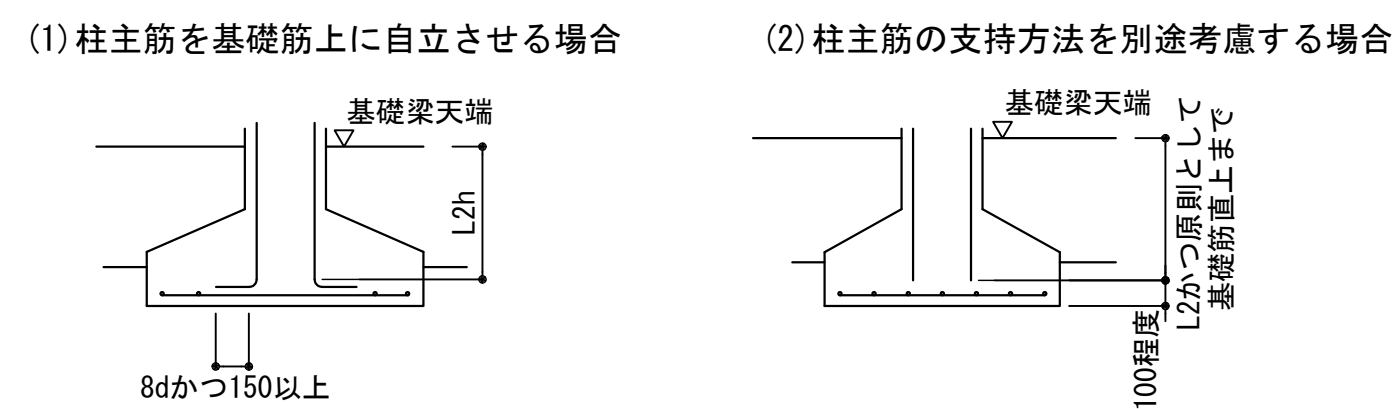 (1)柱主筋を基礎筋上に自立させる場合
基礎梁天端
L2h
8dかつ150以上
(2)柱主筋の支持方法を別途考慮する場合
基礎梁天端
L2かつ原則として
基礎筋直上まで
100程度